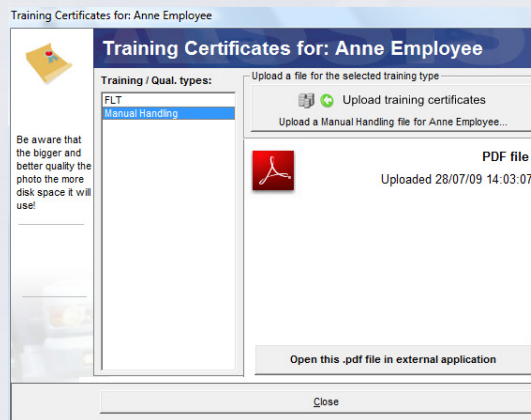 Training Certificates for: Anne Employee
Training Certificates for: Anne Employee
Training / Qual. types:
FLT
Manual Handling
Be aware that
the bigger and
better quality the
photo the more
disk space it will
use!
Upload a file for the selected training type
Upload training certificates
Upload a Manual Handling file for Anne Employee...
PDF file
Uploaded 28/07/09 14:03:07
Open this .pdf file in external application
Close